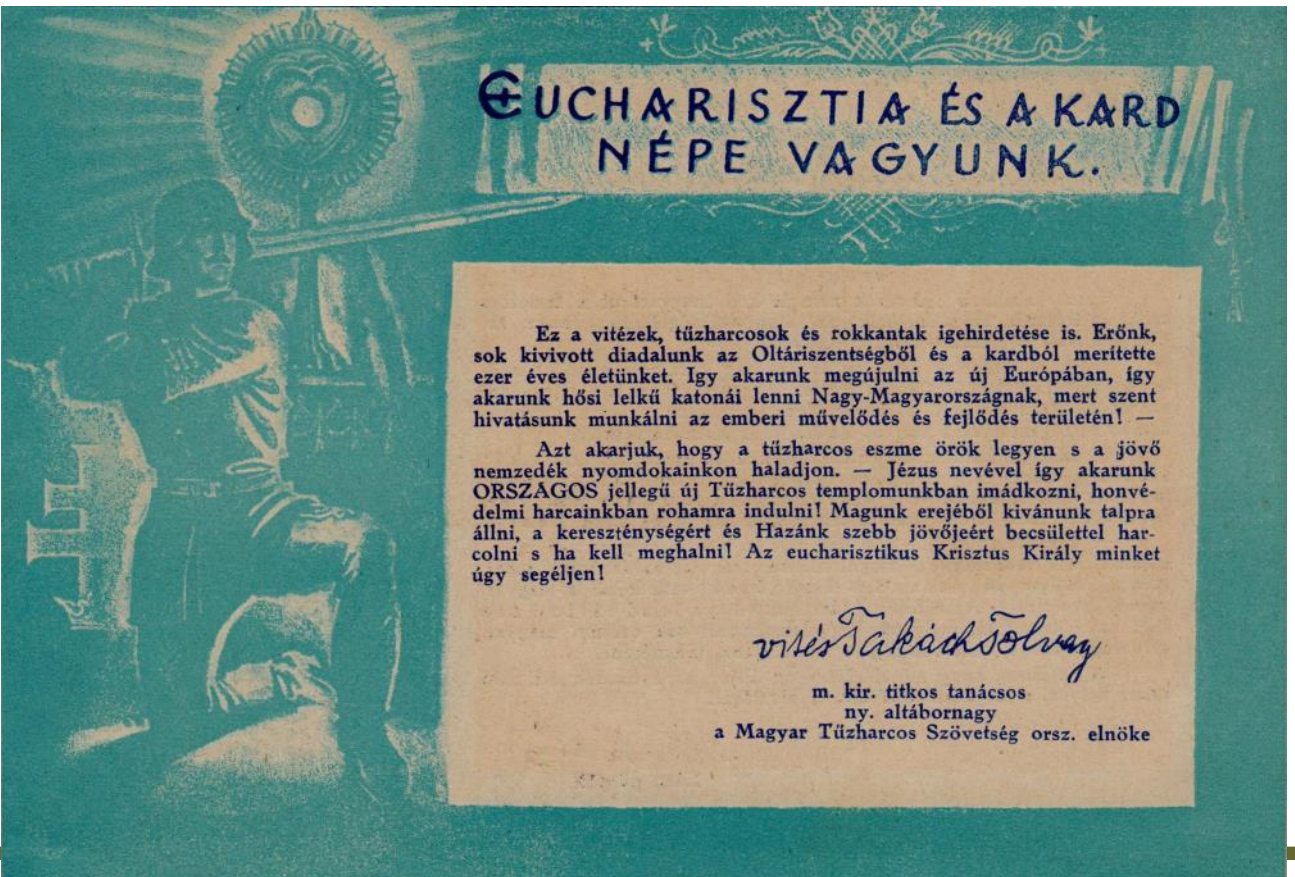 EUCHARISZTIA ÉS A KARD
NÉPE VAGYUNK.
Ez a vitézek, tűzharcosok és rokkantak igehirdetése is. Erőnk,
sok kivivott diadalunk az Oltáriszentségből és a kardból merítette
ezer éves életünket. Igy akarunk megújulni az új Európában, így
akarunk hősi lelkű katonái lenni Nagy-Magyarországnak, mert szent
hivatásunk munkálni az emberi művelődés és fejlődés területén! —
Azt akarjuk, hogy a tűzharcos eszme örök legyen s a jövő
nemzedék nyomdokainkon haladjon. — Jézus nevével így akarunk
ORSZÁGOS jellegű új Tűzharcos templomunkban imádkozni, honvé-
delmi harcainkban rohamra indulni! Magunk erejéből kivánunk talpra
állni, a kereszténységért és Hazánk szebb jövőjeért becsülettel har-
colni s ha kell meghalni! Az eucharisztikus Krisztus Király minket
úgy segéljen!
vitéz Takách Tolvay
m. kir. titkos tanácsos
ny. altábornagy
a Magyar Tűzharcos Szövetség orsz. elnöke